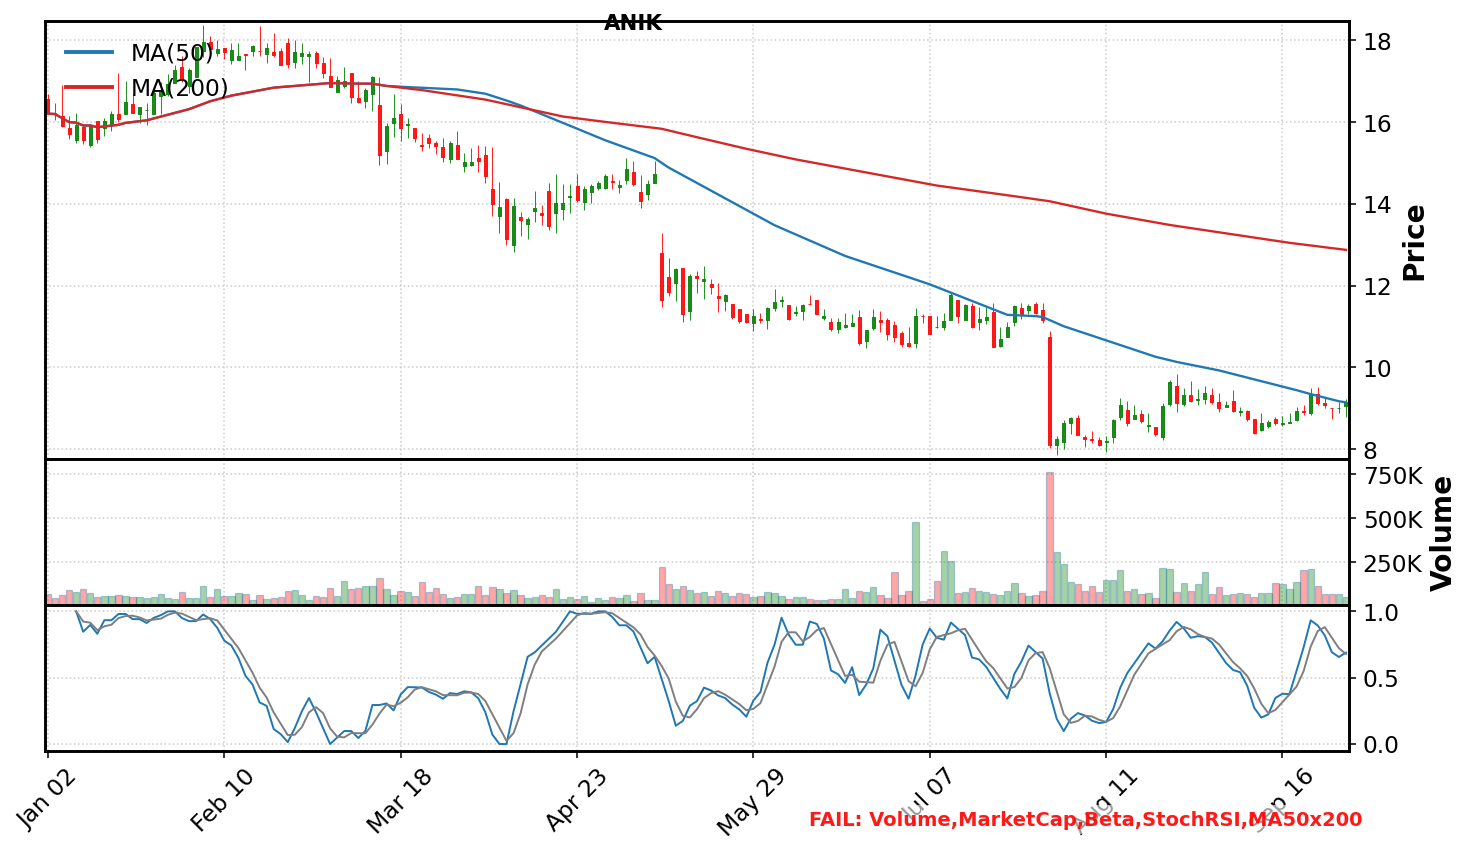 ANIK
MA(50)
MA(200)
18
16
14
12
10
8
Price
750K
500K
250K
Volume
1.0
0.5
0.0
Jan 02
Feb 10
Mar 18
Apr 23
May 29
Jul 07
Aug 11
Sep 16
FAIL: Volume,MarketCap,Beta,StochRSI,MA50x200